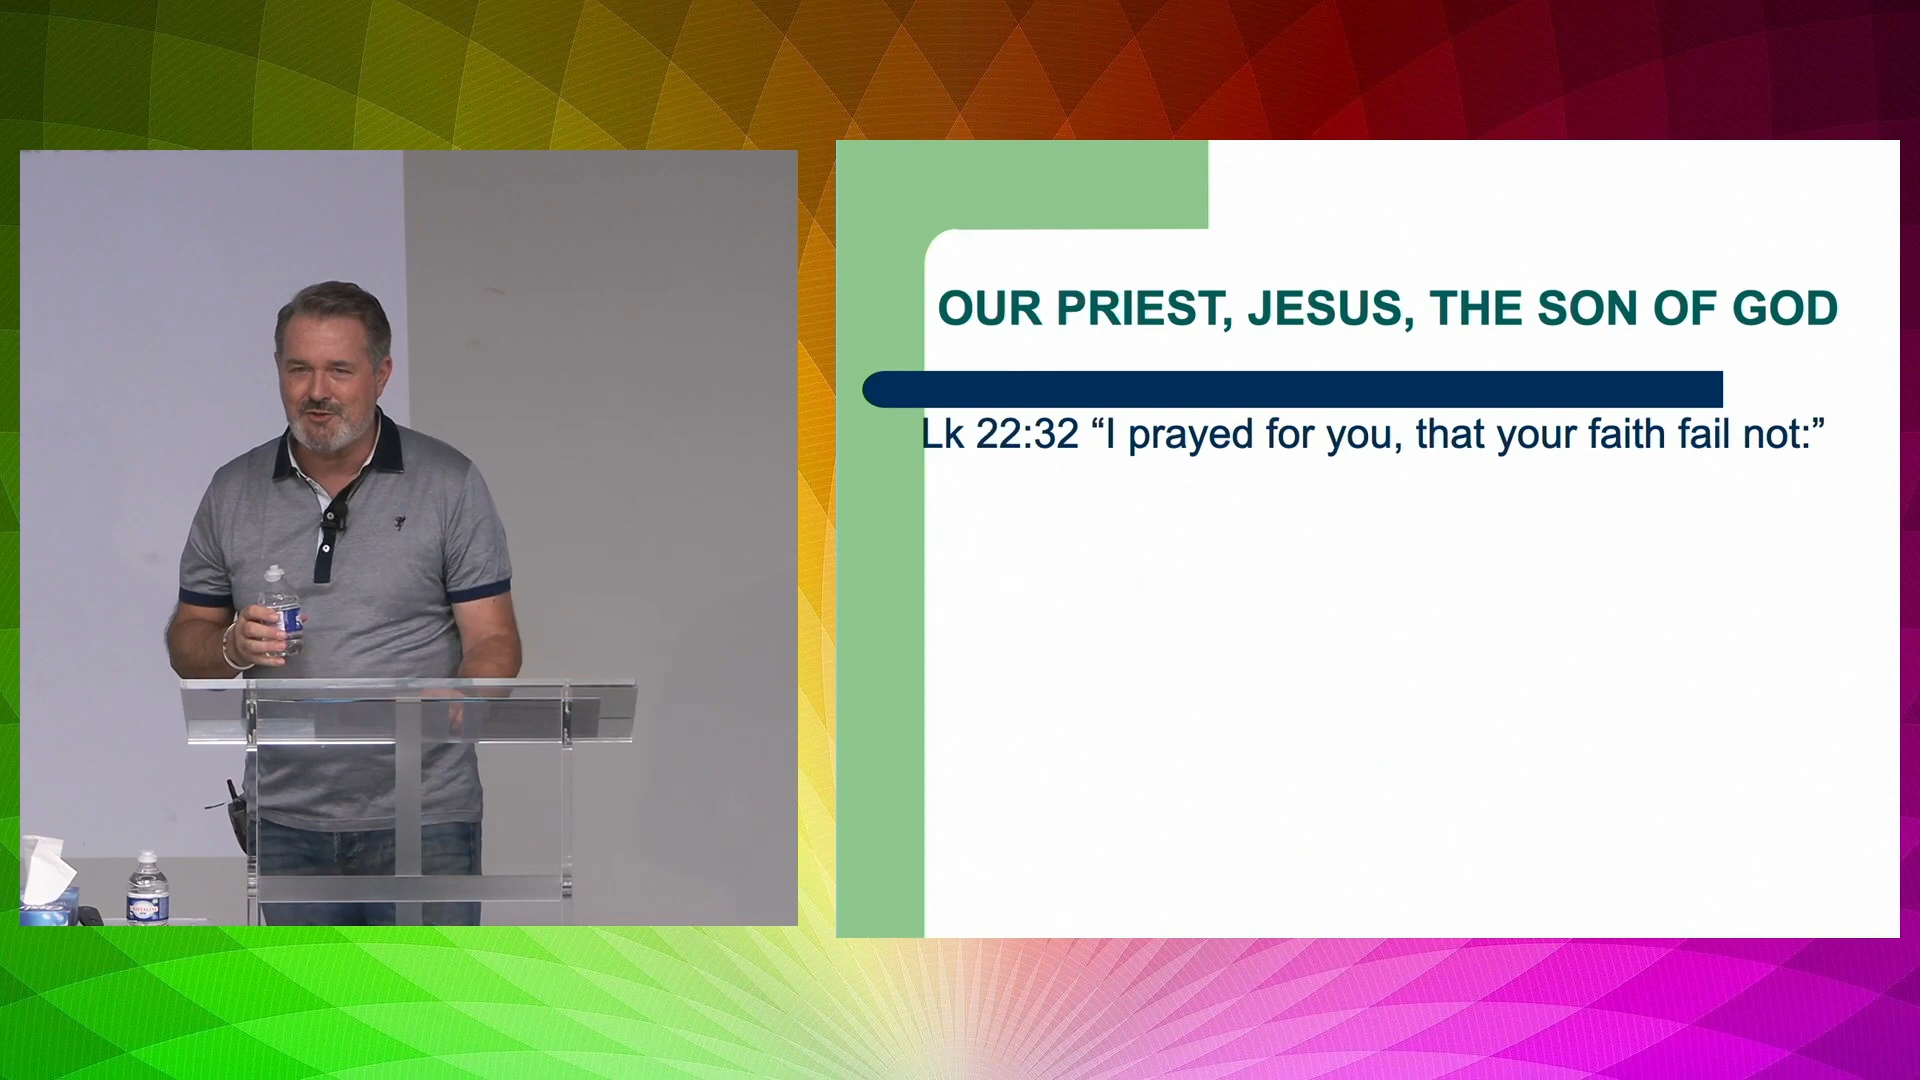 OUR PRIEST, JESUS, THE SON OF GOD
Lk 22:32 “I prayed for you, that your faith fail not:”